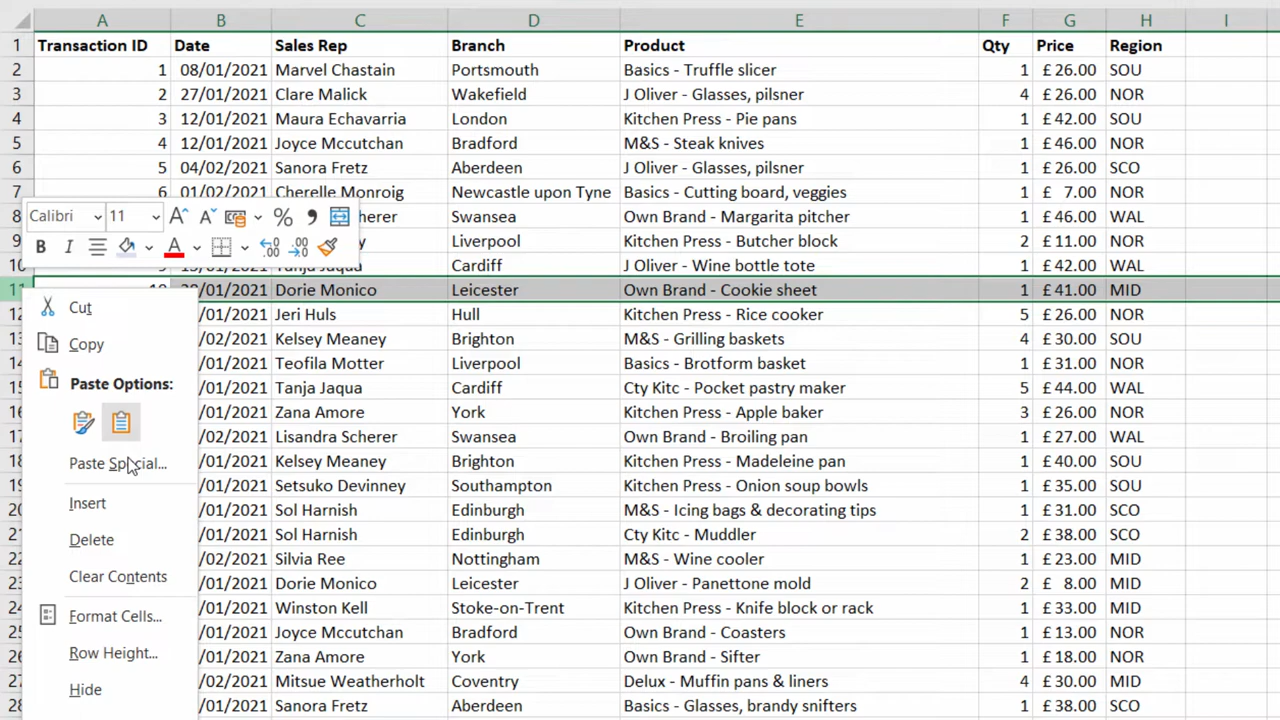 A B C D E F G H I
1 Transaction ID Date Sales Rep Branch Product Qty Price Region
2 1 08/01/2021 Marvel Chastain Portsmouth Basics - Truffle slicer 1 £ 26.00 SOU
3 2 27/01/2021 Clare Malick Wakefield J Oliver - Glasses, pilsner 4 £ 26.00 NOR
4 3 12/01/2021 Maura Echavarria London Kitchen Press - Pie pans 1 £ 42.00 SOU
5 4 12/01/2021 Joyce Mccutchan Bradford M&S - Steak knives 1 £ 46.00 NOR
6 5 04/02/2021 Sanora Fretz Aberdeen J Oliver - Glasses, pilsner 1 £ 26.00 SCO
7 6 01/02/2021 Cherelle Monroig Newcastle upon Tyne Basics - Cutting board, veggies 1 £ 7.00 NOR
8 Calibri 11 A A % herer Swansea Own Brand - Margarita pitcher 1 £ 46.00 WAL
9 B I A .00 .00 y Liverpool Kitchen Press - Butcher block 2 £ 11.00 NOR
10 Tanja Jaqua Cardiff J Oliver - Wine bottle tote 1 £ 42.00 WAL
11 /01/2021 Dorie Monico Leicester Own Brand - Cookie sheet 1 £ 41.00 MID
12 Cut /01/2021 Jeri Huls Hull Kitchen Press - Rice cooker 5 £ 26.00 NOR
13 Copy /02/2021 Kelsey Meaney Brighton M&S - Grilling baskets 4 £ 30.00 SOU
14 /01/2021 Teofila Motter Liverpool Basics - Brotform basket 1 £ 31.00 NOR
15 Paste Options: /01/2021 Tanja Jaqua Cardiff Cty Kitc - Pocket pastry maker 5 £ 44.00 WAL
16 /01/2021 Zana Amore York Kitchen Press - Apple baker 3 £ 26.00 NOR
17 /02/2021 Lisandra Scherer Swansea Own Brand - Broiling pan 1 £ 27.00 WAL
18 Paste Special... /01/2021 Kelsey Meaney Brighton Kitchen Press - Madeleine pan 1 £ 40.00 SOU
19 /01/2021 Setsuko Devinney Southampton Kitchen Press - Onion soup bowls 1 £ 35.00 SOU
20 Insert /01/2021 Sol Harnish Edinburgh M&S - Icing bags & decorating tips 1 £ 31.00 SCO
21 Delete /01/2021 Sol Harnish Edinburgh Cty Kitc - Muddler 2 £ 38.00 SCO
22 /02/2021 Silvia Ree Nottingham M&S - Wine cooler 1 £ 23.00 MID
23 Clear Contents /01/2021 Dorie Monico Leicester J Oliver - Panettone mold 2 £ 8.00 MID
24 Format Cells... /01/2021 Winston Kell Stoke-on-Trent Kitchen Press - Knife block or rack 1 £ 33.00 MID
25 /01/2021 Joyce Mccutchan Bradford Own Brand - Coasters 1 £ 13.00 NOR
26 Row Height... /01/2021 Zana Amore York Own Brand - Sifter 1 £ 18.00 NOR
27 Hide /02/2021 Mitsue Weatherholt Coventry Delux - Muffin pans & liners 4 £ 30.00 MID
28 /01/2021 Sanora Fretz Aberdeen Basics - Glasses, brandy snifters 1 £ 38.00 SCO